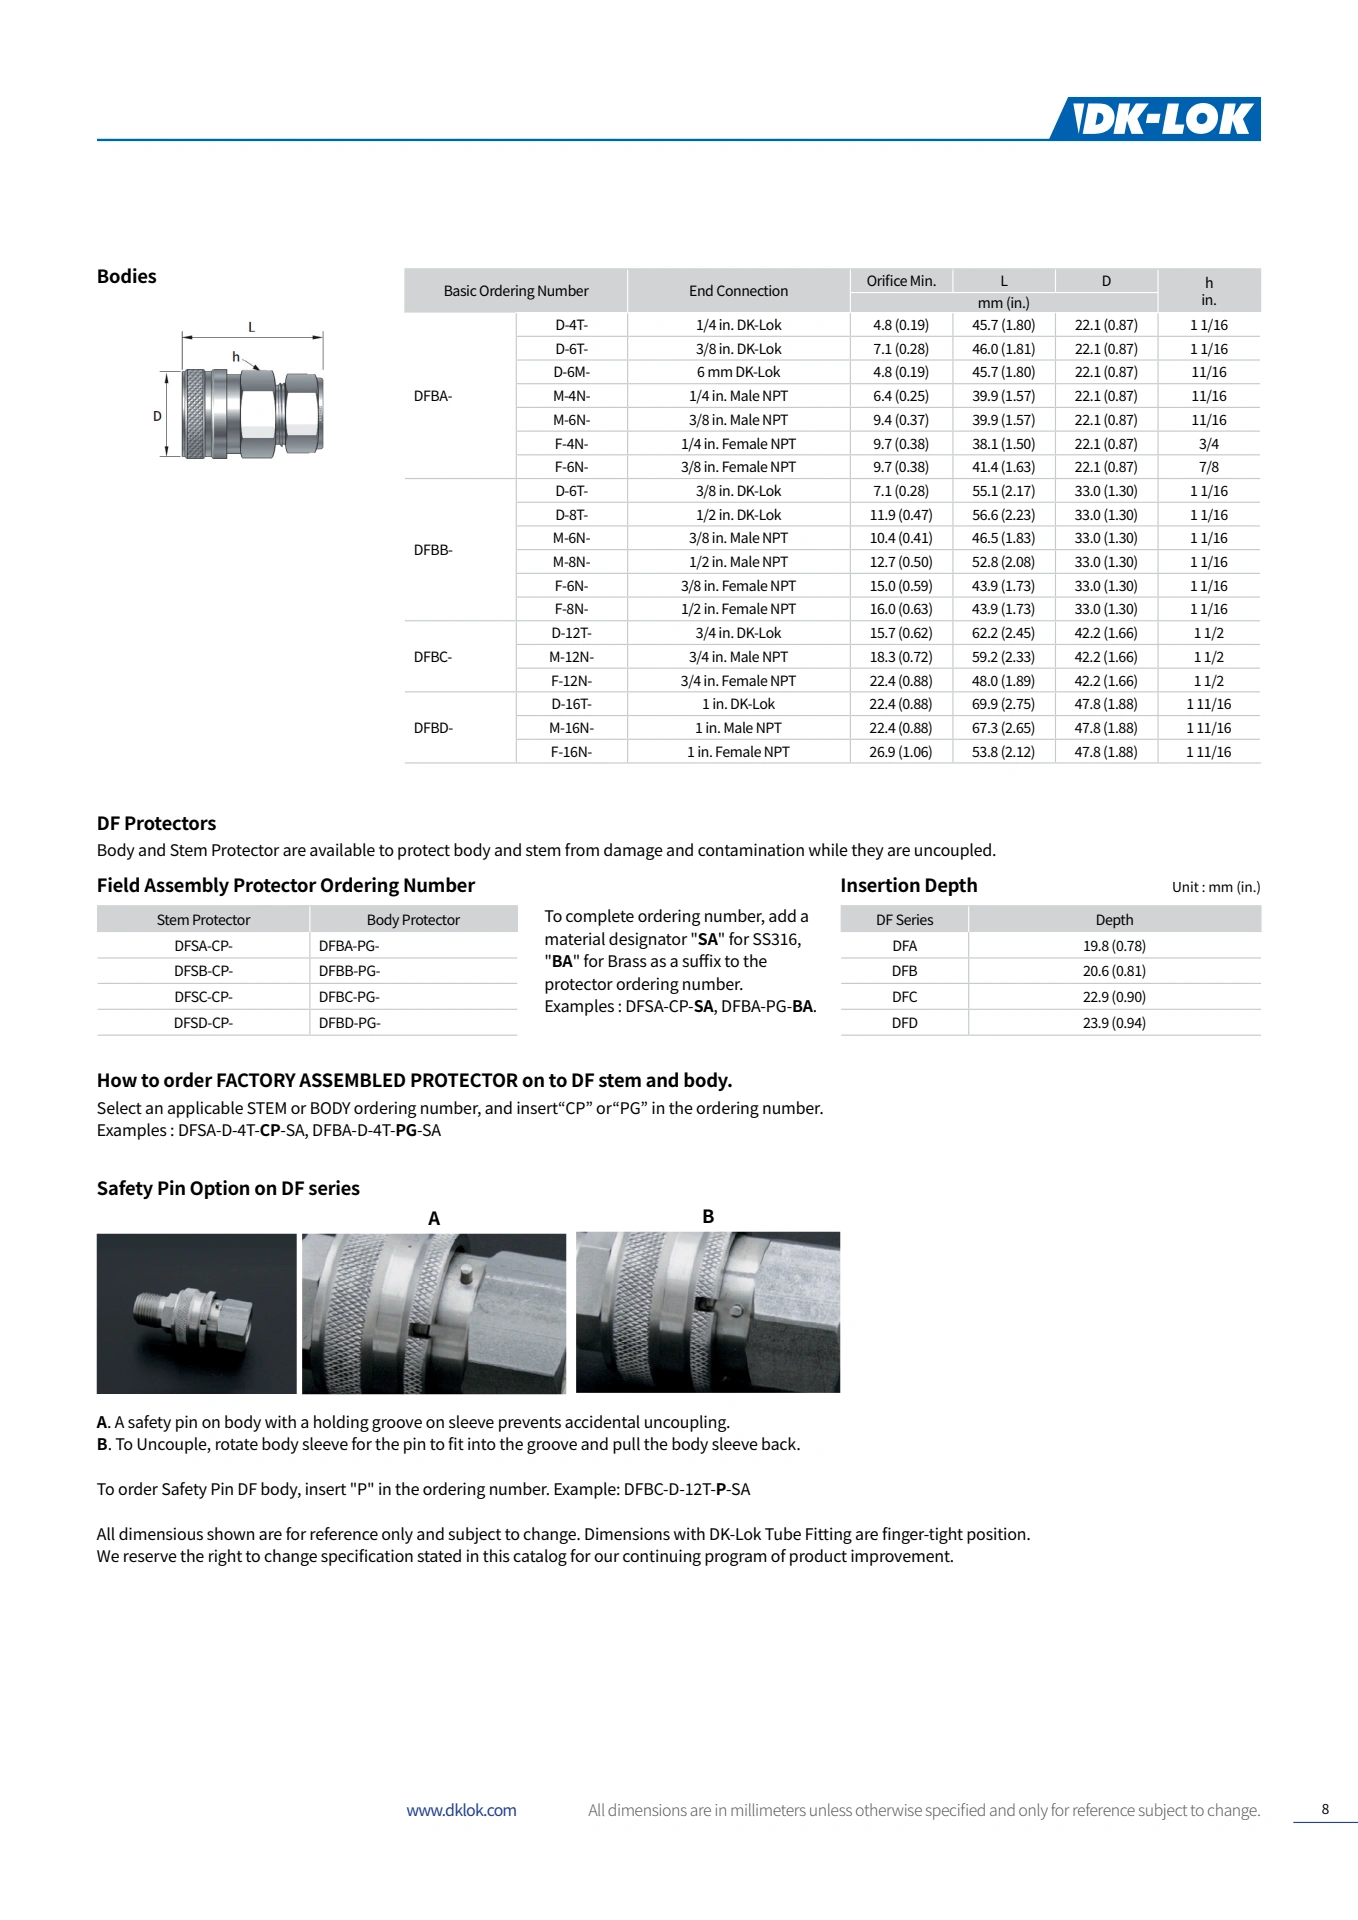 DK-LOK
Bodies
L
h
D
Basic Ordering Number End Connection Orifice Min. L D h
mm (in.) in.
DFBA-
D-4T- 1/4 in. DK-Lok 4.8 (0.19) 45.7 (1.80) 22.1 (0.87) 1 1/16
D-6T- 3/8 in. DK-Lok 7.1 (0.28) 46.0 (1.81) 22.1 (0.87) 1 1/16
D-6M- 6 mm DK-Lok 4.8 (0.19) 45.7 (1.80) 22.1 (0.87) 11/16
M-4N- 1/4 in. Male NPT 6.4 (0.25) 39.9 (1.57) 22.1 (0.87) 11/16
M-6N- 3/8 in. Male NPT 9.4 (0.37) 39.9 (1.57) 22.1 (0.87) 11/16
F-4N- 1/4 in. Female NPT 9.7 (0.38) 38.1 (1.50) 22.1 (0.87) 3/4
F-6N- 3/8 in. Female NPT 9.7 (0.38) 41.4 (1.63) 22.1 (0.87) 7/8
DFBB-
D-6T- 3/8 in. DK-Lok 7.1 (0.28) 55.1 (2.17) 33.0 (1.30) 1 1/16
D-8T- 1/2 in. DK-Lok 11.9 (0.47) 56.6 (2.23) 33.0 (1.30) 1 1/16
M-6N- 3/8 in. Male NPT 10.4 (0.41) 46.5 (1.83) 33.0 (1.30) 1 1/16
M-8N- 1/2 in. Male NPT 12.7 (0.50) 52.8 (2.08) 33.0 (1.30) 1 1/16
F-6N- 3/8 in. Female NPT 15.0 (0.59) 43.9 (1.73) 33.0 (1.30) 1 1/16
F-8N- 1/2 in. Female NPT 16.0 (0.63) 43.9 (1.73) 33.0 (1.30) 1 1/16
DFBC-
D-12T- 3/4 in. DK-Lok 15.7 (0.62) 62.2 (2.45) 42.2 (1.66) 1 1/2
M-12N- 3/4 in. Male NPT 18.3 (0.72) 59.2 (2.33) 42.2 (1.66) 1 1/2
F-12N- 3/4 in. Female NPT 22.4 (0.88) 48.0 (1.89) 42.2 (1.66) 1 1/2
DFBD-
D-16T- 1 in. DK-Lok 22.4 (0.88) 69.9 (2.75) 47.8 (1.88) 1 11/16
M-16N- 1 in. Male NPT 22.4 (0.88) 67.3 (2.65) 47.8 (1.88) 1 11/16
F-16N- 1 in. Female NPT 26.9 (1.06) 53.8 (2.12) 47.8 (1.88) 1 11/16
DF Protectors
Body and Stem Protector are available to protect body and stem from damage and contamination while they are uncoupled.
Field Assembly Protector Ordering Number
Stem Protector Body Protector
DFSA-CP- DFBA-PG-
DFSB-CP- DFBB-PG-
DFSC-CP- DFBC-PG-
DFSD-CP- DFBD-PG-
To complete ordering number, add a
material designator "SA" for SS316,
"BA" for Brass as a suffix to the
protector ordering number.
Examples : DFSA-CP-SA, DFBA-PG-BA.
Insertion Depth Unit : mm (in.)
DF Series Depth
DFA 19.8 (0.78)
DFB 20.6 (0.81)
DFC 22.9 (0.90)
DFD 23.9 (0.94)
How to order FACTORY ASSEMBLED PROTECTOR on to DF stem and body.
Select an applicable STEM or BODY ordering number, and insert“CP” or“PG” in the ordering number.
Examples : DFSA-D-4T-CP-SA, DFBA-D-4T-PG-SA
Safety Pin Option on DF series
A B
A. A safety pin on body with a holding groove on sleeve prevents accidental uncoupling.
B. To Uncouple, rotate body sleeve for the pin to fit into the groove and pull the body sleeve back.
To order Safety Pin DF body, insert "P" in the ordering number. Example: DFBC-D-12T-P-SA
All dimensious shown are for reference only and subject to change. Dimensions with DK-Lok Tube Fitting are finger-tight position.
We reserve the right to change specification stated in this catalog for our continuing program of product improvement.
www.dklok.com All dimensions are in millimeters unless otherwise specified and only for reference subject to change. 8